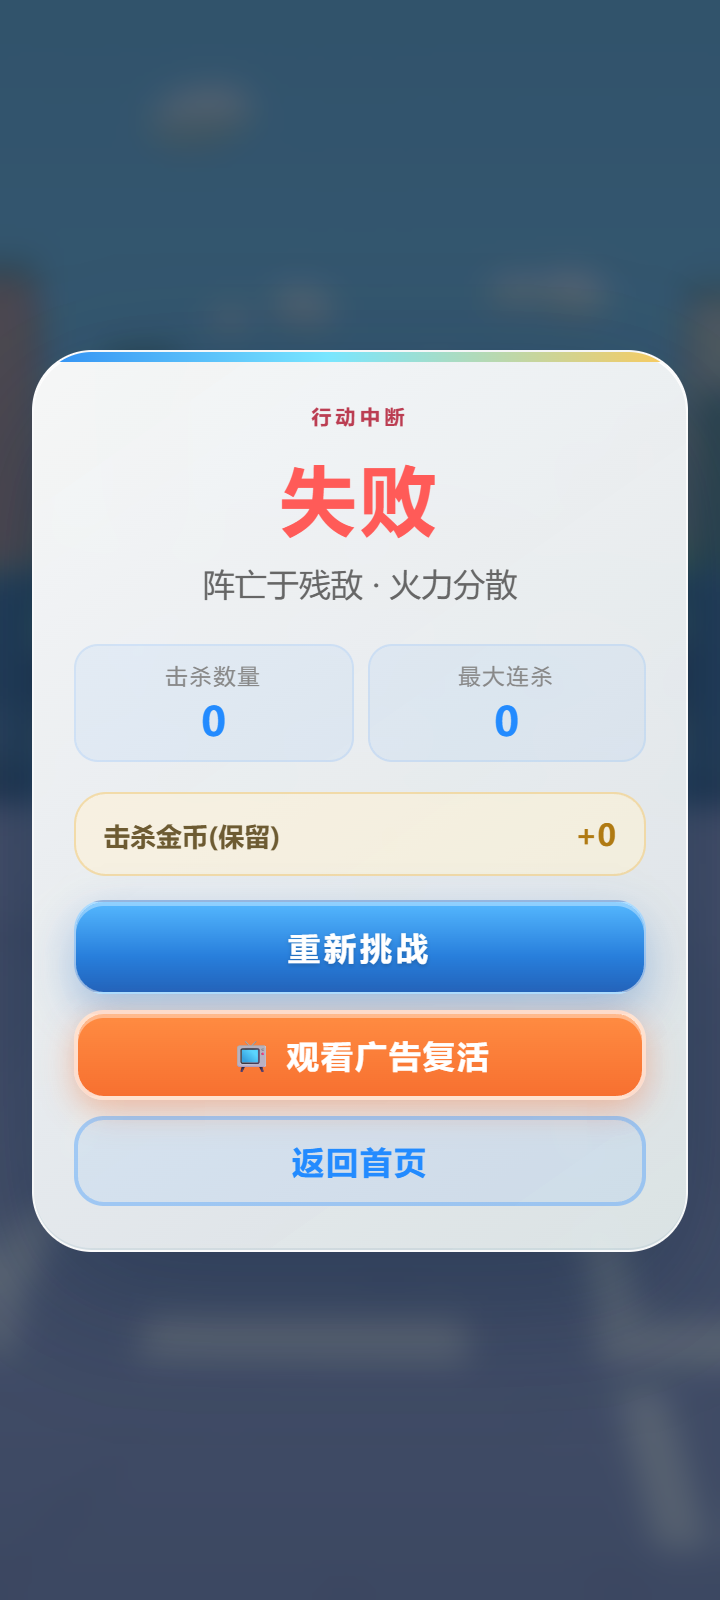 行动中断
失败
阵亡于残敌 · 火力分散
击杀数量
0
最大连杀
0
击杀金币(保留)
+0
重新挑战
观看广告复活
返回首页